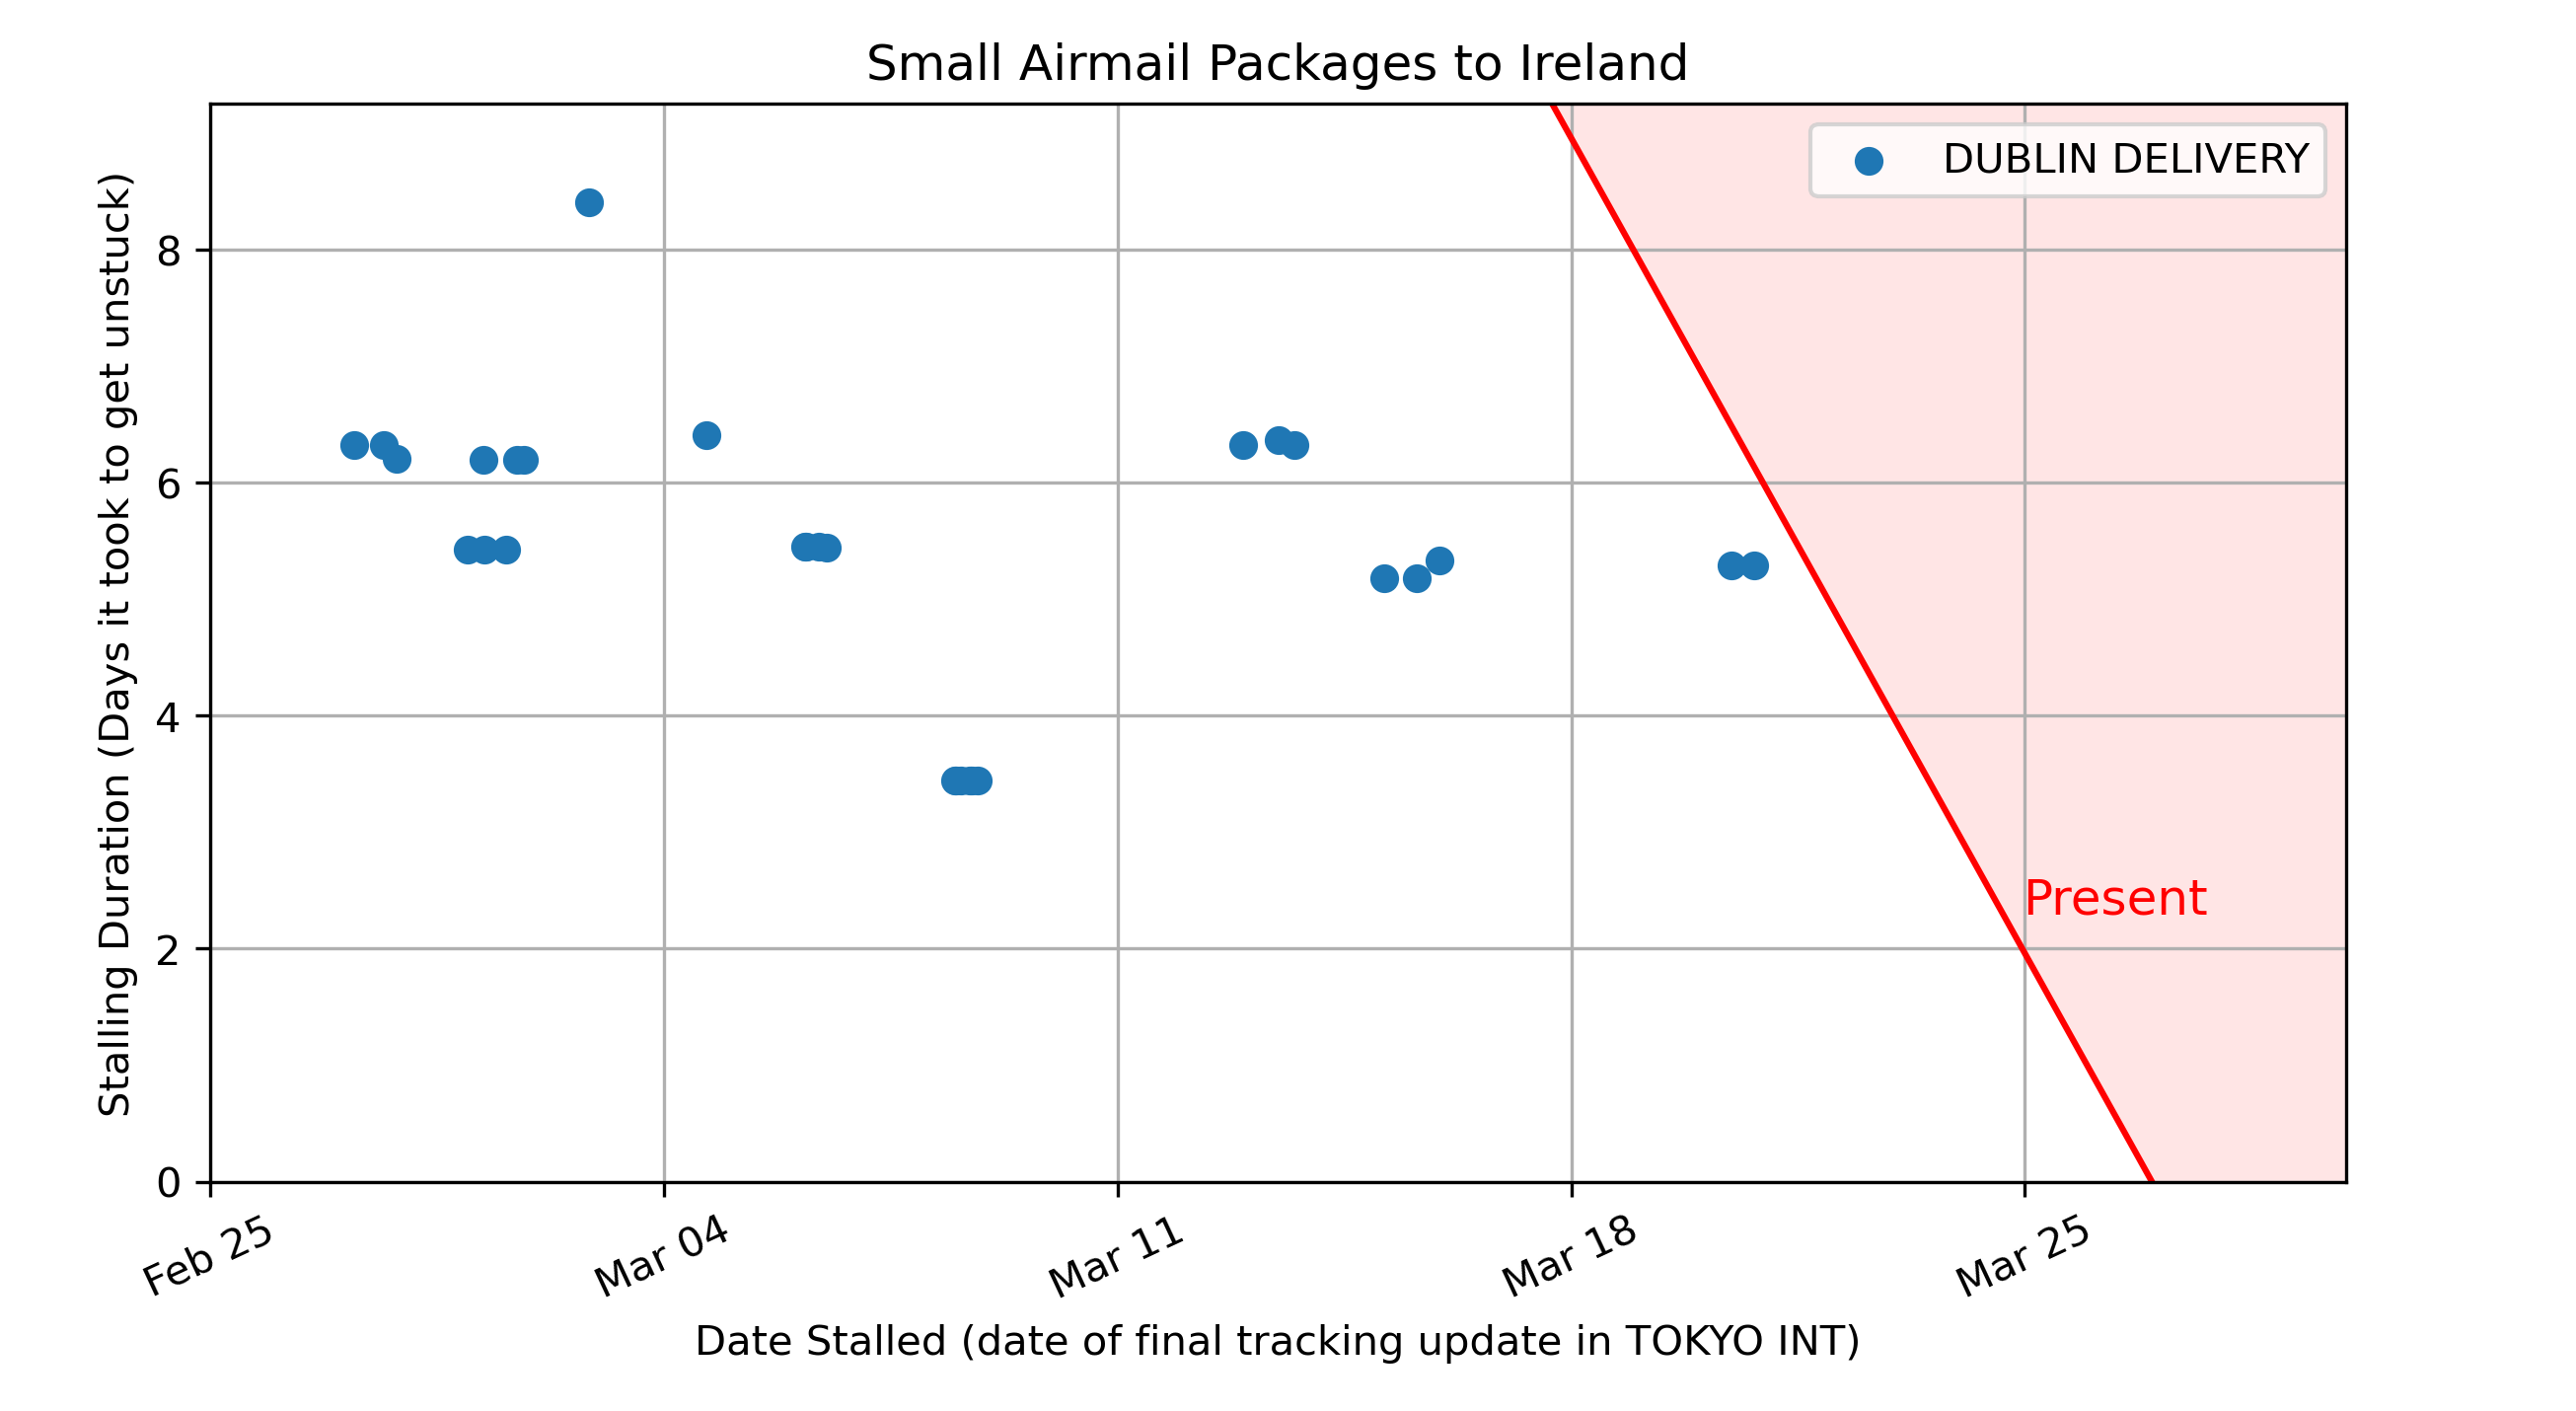 Small Airmail Packages to Ireland
DUBLIN DELIVERY
Stalling Duration (Days it took to get unstuck)
8
6
4
2
0
Present
Feb 25
Mar 04
Mar 11
Mar 18
Mar 25
Date Stalled (date of final tracking update in TOKYO INT)